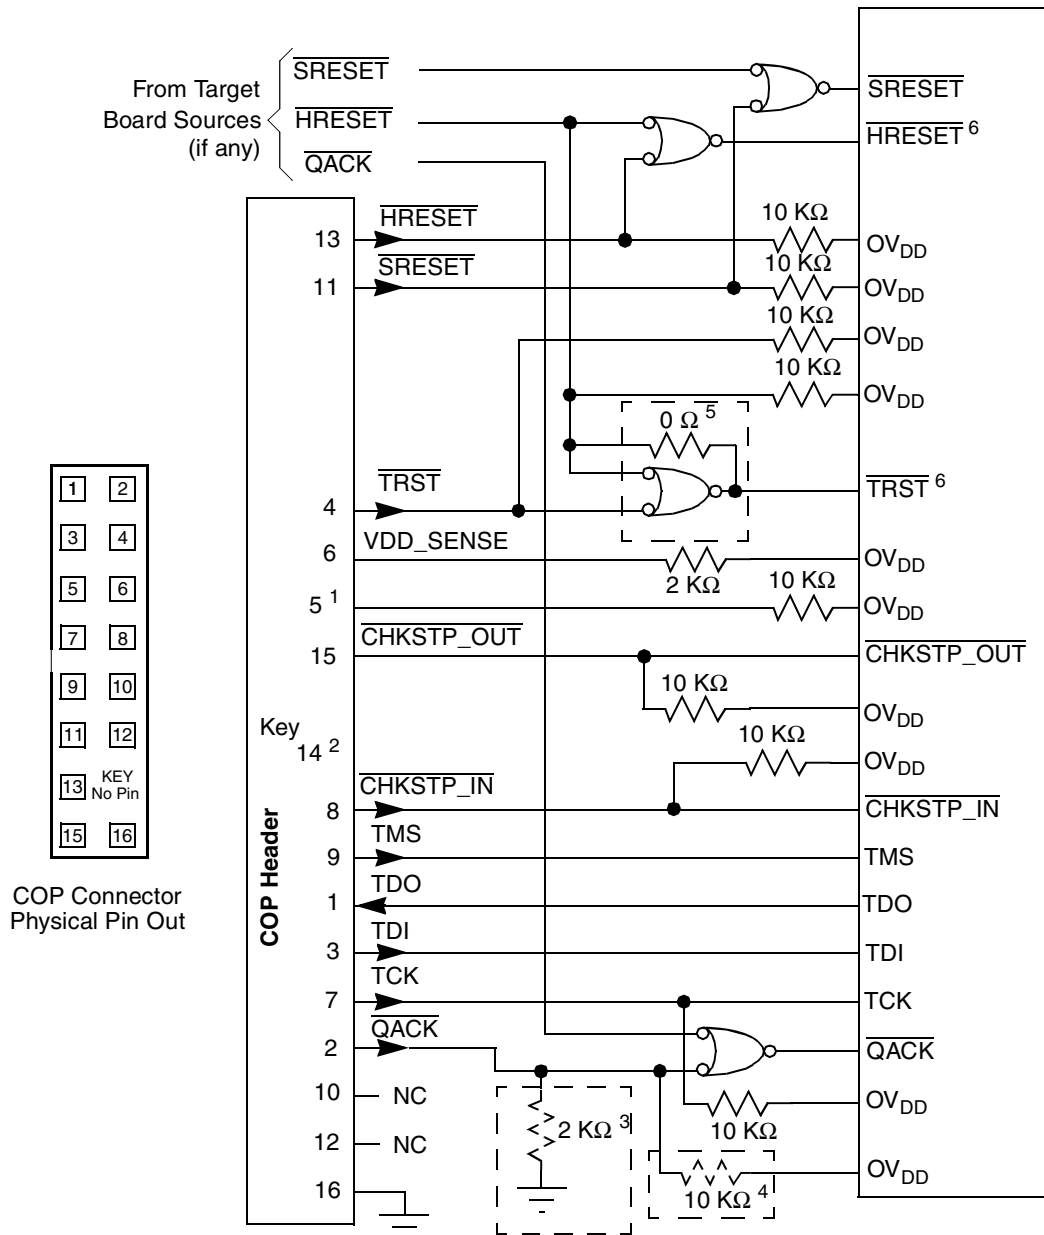 From Target
Board Sources
(if any)
SRESET
HRESET
QACK
SRESET
HRESET 6
13
HRESET
10 KΩ
OVDD
11
SRESET
10 KΩ
OVDD
10 KΩ
OVDD
10 KΩ
OVDD
0 Ω 5
4
TRST
TRST 6
6
VDD_SENSE
2 KΩ
OVDD
5 1
10 KΩ
OVDD
15
CHKSTP_OUT
CHKSTP_OUT
10 KΩ
OVDD
Key
14 2
10 KΩ
OVDD
8
CHKSTP_IN
CHKSTP_IN
9
TMS
TMS
1
TDO
TDO
3
TDI
TDI
7
TCK
TCK
2
QACK
QACK
10
NC
2 KΩ 3
10 KΩ
OVDD
12
NC
10 KΩ 4
OVDD
16
COP Header
1 2
3 4
5 6
7 8
9 10
11 12
13 KEY
No Pin
15 16
COP Connector
Physical Pin Out